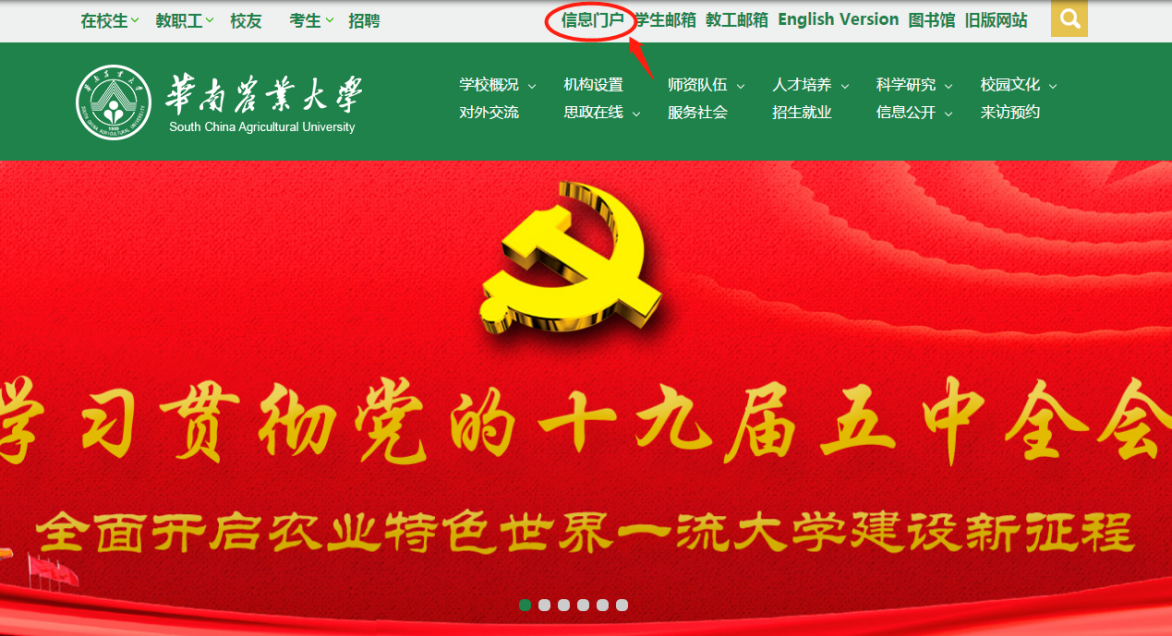 在校生 教职工 校友 考生 招聘 信息门户 学生邮箱 教工邮箱 English Version 图书馆 旧版网站
華南農業大學
South China Agricultural University
学校概况 机构设置 师资队伍 人才培养 科学研究 校园文化
对外交流 思政在线 服务社会 招生就业 信息公开 来访预约
学习贯彻党的十九届五中全会
全面开启农业特色世界一流大学建设新征程